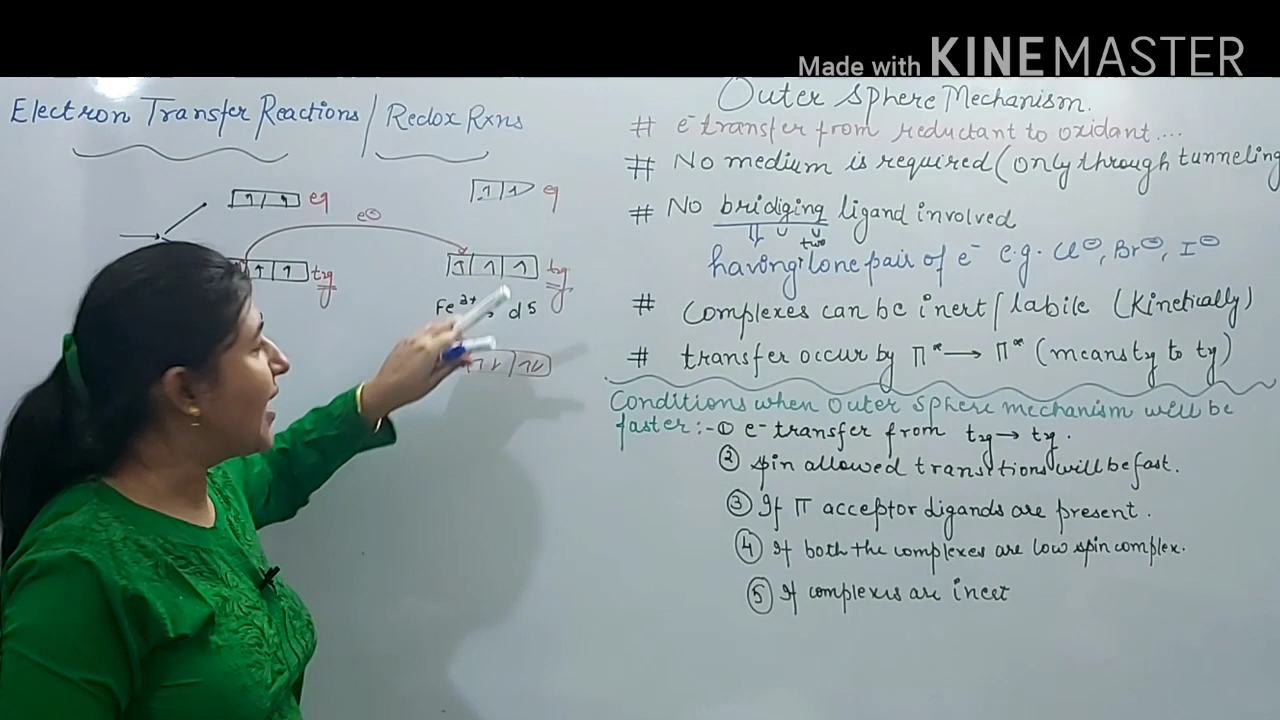 Made with KINEMASTER
Electron Transfer Reactions / Redox Rxns
eg
e⊖
t2g
eg
t2g
Fe3+, d5
Outer Sphere Mechanism.
# e- transfer from reductant to oxidant...
# No medium is required (only through tunneling
# No bridiging ligand involved
two
having lone pair of e- e.g. Cl⊖, Br⊖, I⊖
# Complexes can be inert/labile (Kinetically)
# transfer occur by Π* → Π* (means t2g to t2g)
Conditions when outer sphere mechanism will be
faster :- ① e- transfer from t2g → t2g.
② spin allowed transitions will be fast.
③ If Π acceptor ligands are present.
④ If both the complexes are low spin complex.
⑤ If complexes are inert